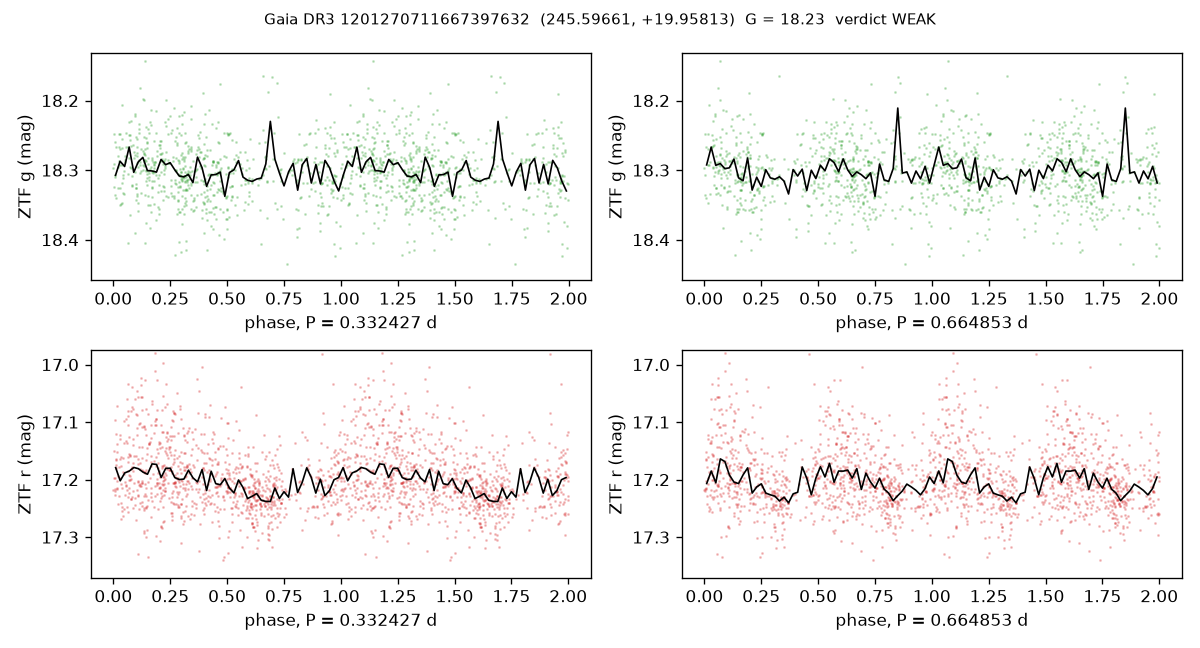 Gaia DR3 1201270711667397632  (245.59661, +19.95813)  G = 18.23  verdict WEAK
ZTF g (mag)
18.2
18.3
18.4
0.00 0.25 0.50 0.75 1.00 1.25 1.50 1.75 2.00
phase, P = 0.332427 d
ZTF g (mag)
18.2
18.3
18.4
0.00 0.25 0.50 0.75 1.00 1.25 1.50 1.75 2.00
phase, P = 0.664853 d
ZTF r (mag)
17.0
17.1
17.2
17.3
0.00 0.25 0.50 0.75 1.00 1.25 1.50 1.75 2.00
phase, P = 0.332427 d
ZTF r (mag)
17.0
17.1
17.2
17.3
0.00 0.25 0.50 0.75 1.00 1.25 1.50 1.75 2.00
phase, P = 0.664853 d